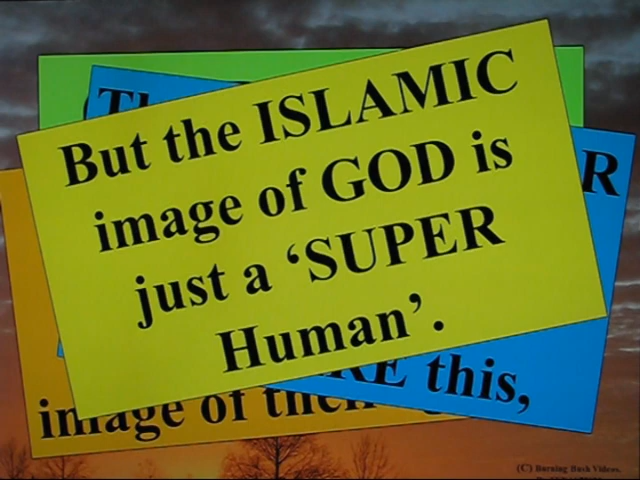 But the ISLAMIC
image of GOD is
just a ‘SUPER
Human’.
R
this,
image of
(C) Burning Bush Videos.